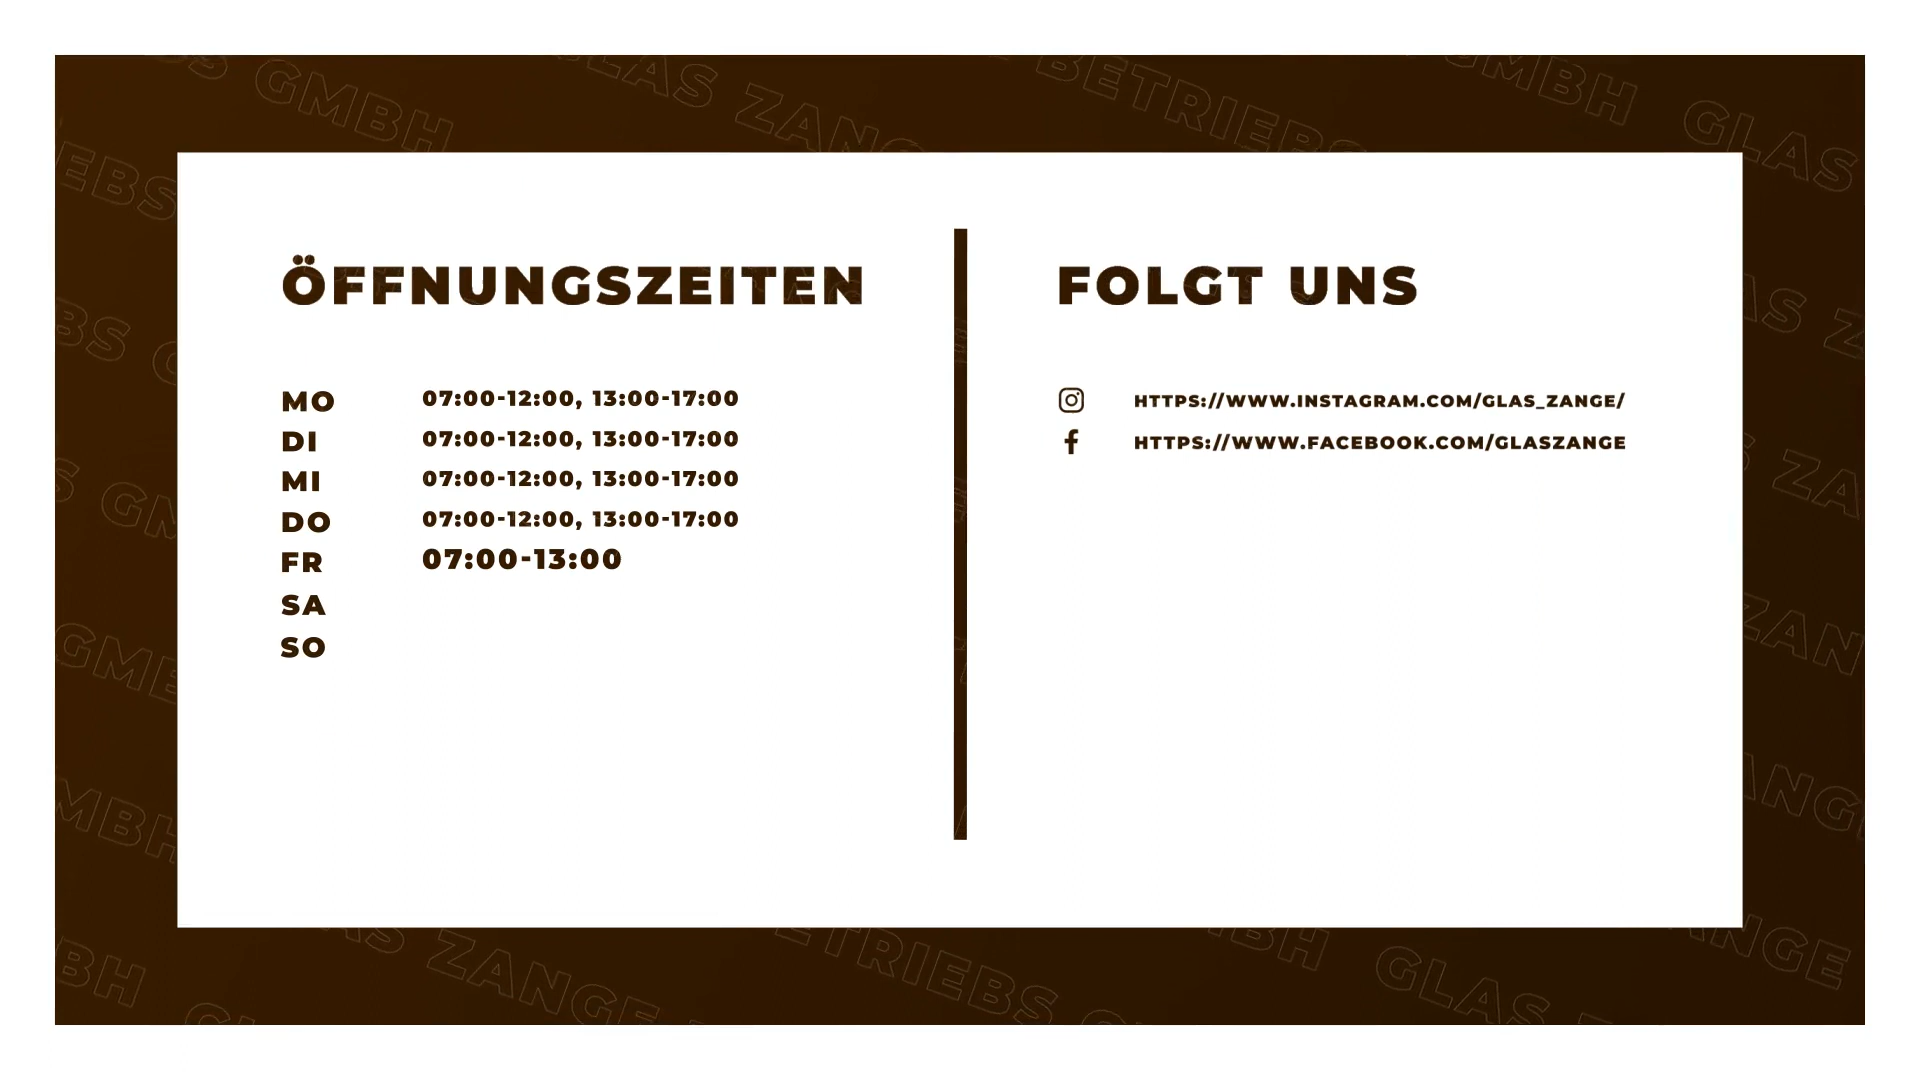 ÖFFNUNGSZEITEN
MO 07:00-12:00, 13:00-17:00
DI 07:00-12:00, 13:00-17:00
MI 07:00-12:00, 13:00-17:00
DO 07:00-12:00, 13:00-17:00
FR 07:00-13:00
SA
SO
FOLGT UNS
HTTPS://WWW.INSTAGRAM.COM/GLAS_ZANGE/
HTTPS://WWW.FACEBOOK.COM/GLASZANGE